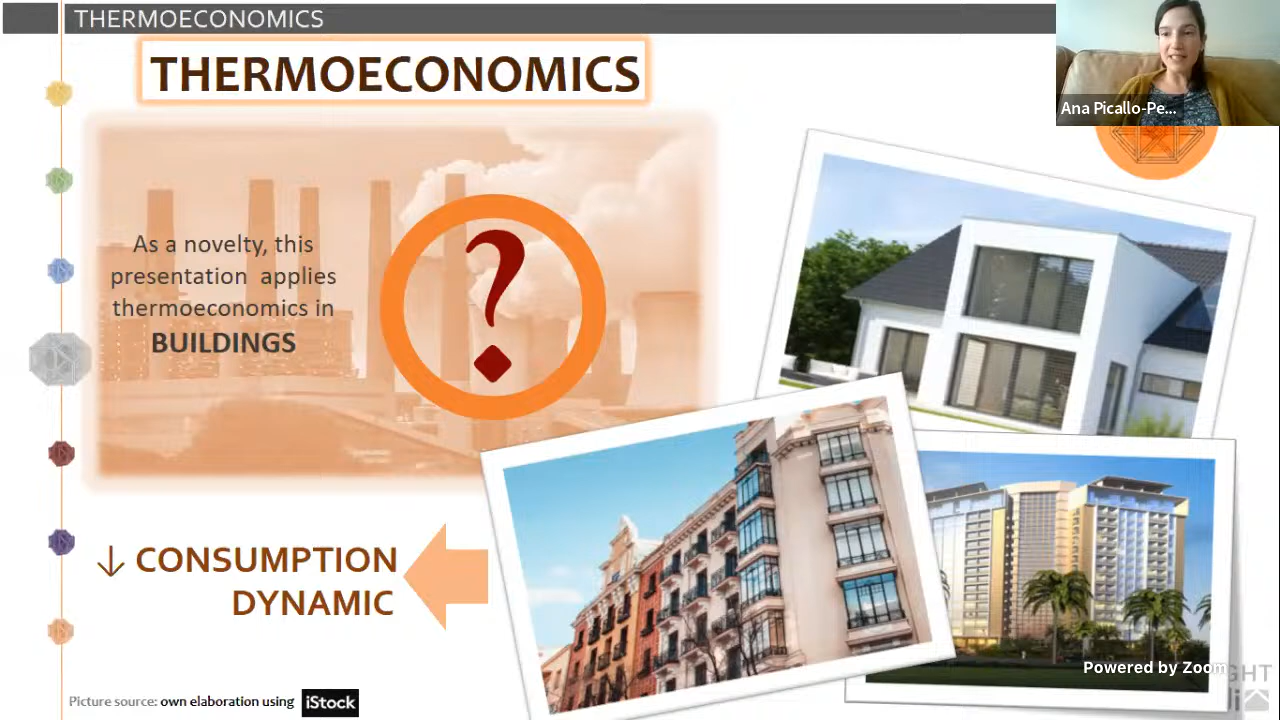 THERMOECONOMICS
THERMOECONOMICS
Ana Picallo-Pe...
As a novelty, this
presentation applies
thermoeconomics in
BUILDINGS
?
↓ CONSUMPTION
DYNAMIC
Powered by Zoom
Picture source: own elaboration using iStock